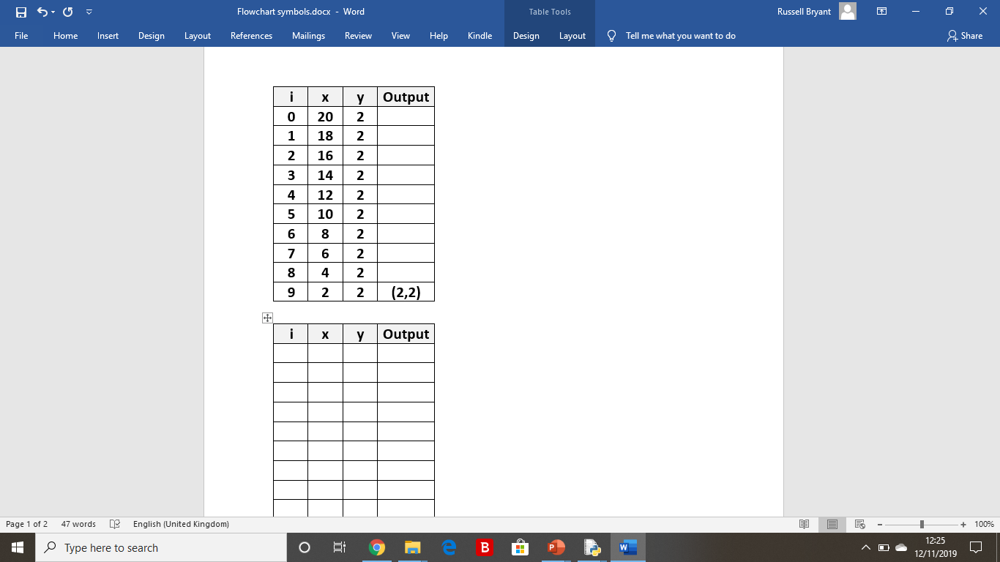 Flowchart symbols.docx - Word
Table Tools
Russell Bryant
File Home Insert Design Layout References Mailings Review View Help Kindle Design Layout Tell me what you want to do Share
i x y Output
0 20 2
1 18 2
2 16 2
3 14 2
4 12 2
5 10 2
6 8 2
7 6 2
8 4 2
9 2 2 (2,2)
i x y Output
Page 1 of 2 47 words English (United Kingdom) 100%
Type here to search
B
P
W
12:25
12/11/2019